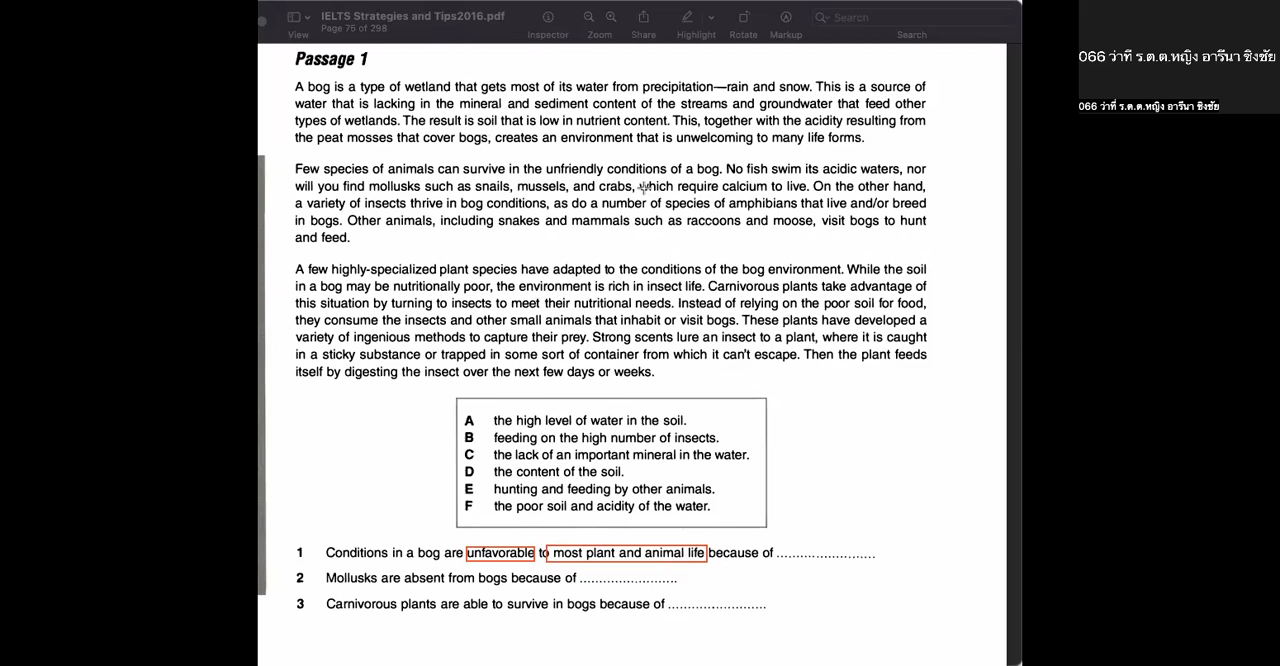 IELTS Strategies and Tips2016.pdf
Page 75 of 298
View
Inspector
Zoom
Share
Highlight
Rotate
Markup
Search
Search
066 ว่าที่ ร.ต.ต.หญิง อารีนา ชิงชัย
066 ว่าที่ ร.ต.ต.หญิง อารีนา ชิงชัย
Passage 1
A bog is a type of wetland that gets most of its water from precipitation—rain and snow. This is a source of
water that is lacking in the mineral and sediment content of the streams and groundwater that feed other
types of wetlands. The result is soil that is low in nutrient content. This, together with the acidity resulting from
the peat mosses that cover bogs, creates an environment that is unwelcoming to many life forms.
Few species of animals can survive in the unfriendly conditions of a bog. No fish swim its acidic waters, nor
will you find mollusks such as snails, mussels, and crabs, which require calcium to live. On the other hand,
a variety of insects thrive in bog conditions, as do a number of species of amphibians that live and/or breed
in bogs. Other animals, including snakes and mammals such as raccoons and moose, visit bogs to hunt
and feed.
A few highly-specialized plant species have adapted to the conditions of the bog environment. While the soil
in a bog may be nutritionally poor, the environment is rich in insect life. Carnivorous plants take advantage of
this situation by turning to insects to meet their nutritional needs. Instead of relying on the poor soil for food,
they consume the insects and other small animals that inhabit or visit bogs. These plants have developed a
variety of ingenious methods to capture their prey. Strong scents lure an insect to a plant, where it is caught
in a sticky substance or trapped in some sort of container from which it can't escape. Then the plant feeds
itself by digesting the insect over the next few days or weeks.
A the high level of water in the soil.
B feeding on the high number of insects.
C the lack of an important mineral in the water.
D the content of the soil.
E hunting and feeding by other animals.
F the poor soil and acidity of the water.
1 Conditions in a bog are unfavorable to most plant and animal life because of ........................
2 Mollusks are absent from bogs because of ........................
3 Carnivorous plants are able to survive in bogs because of ........................